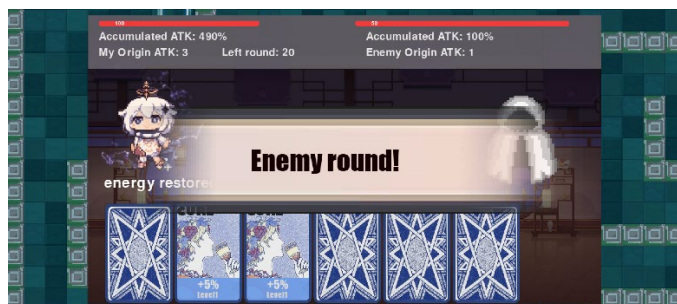 100
50
Accumulated ATK: 490%
Accumulated ATK: 100%
My Origin ATK: 3
Left round: 20
Enemy Origin ATK: 1
Enemy round!
energy restore
+5%
Level1
+5%
Level1